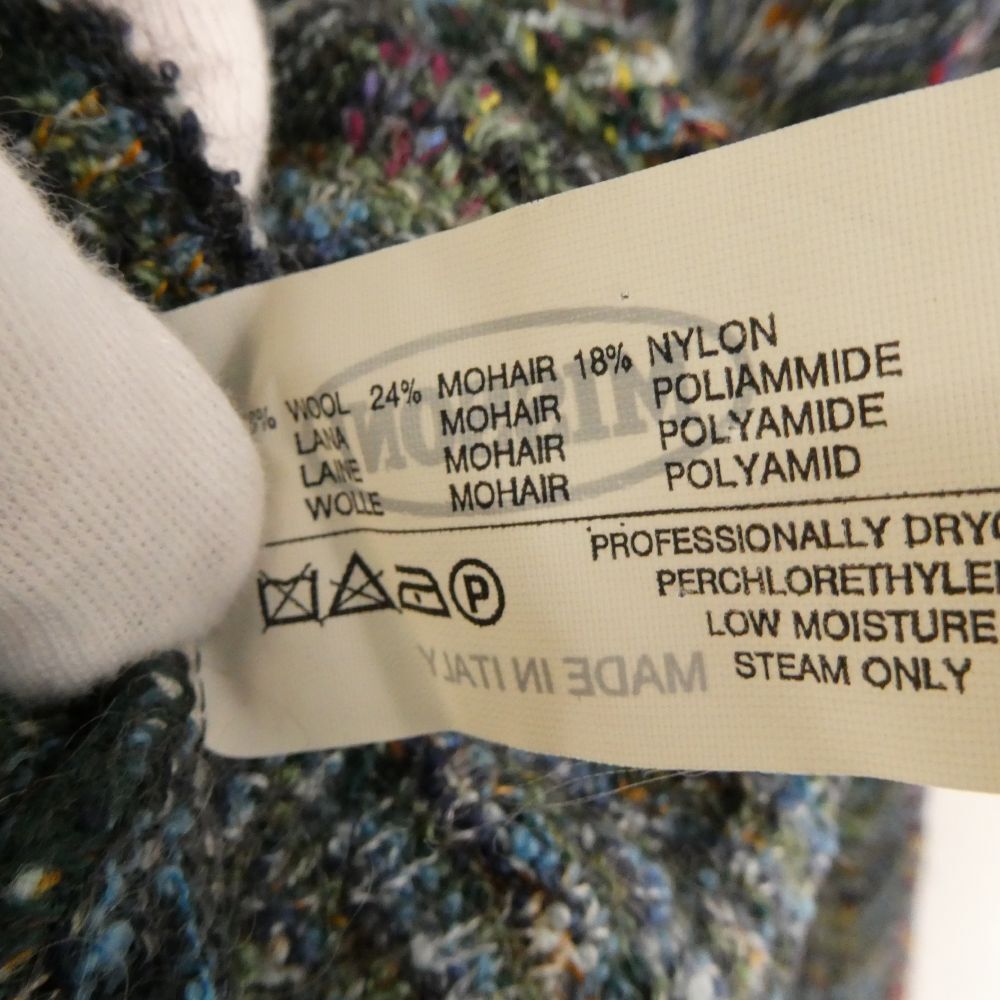 % WOOL 24% MOHAIR 18% NYLON
LANA MOHAIR POLIAMMIDE
LAINE MOHAIR POLYAMIDE
WOLLE MOHAIR POLYAMID
PROFESSIONALLY
PERCHLORETHYLE
LOW MOISTURE
STEAM ONLY
P
MADE IN ITALY